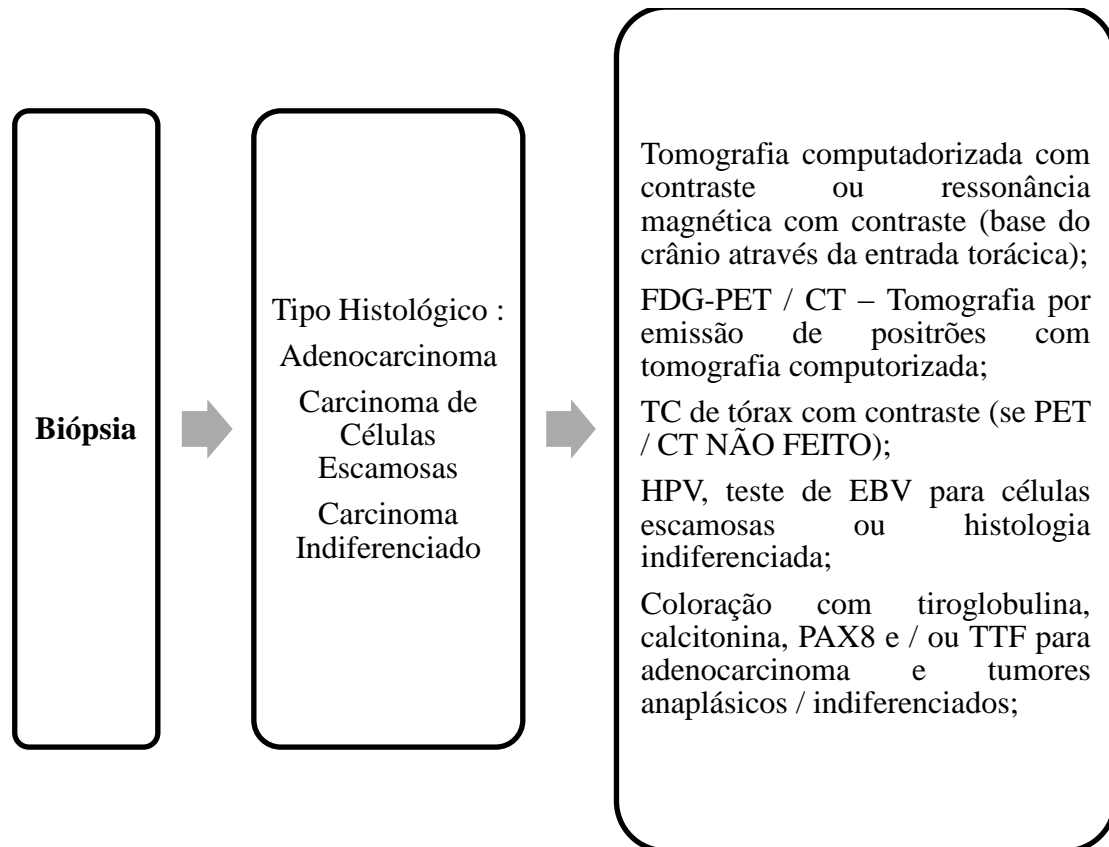 Biópsia
Tipo Histológico :
Adenocarcinoma
Carcinoma de
Células
Escamosas
Carcinoma
Indiferenciado
Tomografia computadorizada com
contraste ou ressonância
magnética com contraste (base do
crânio através da entrada torácica);
FDG-PET / CT – Tomografia por
emissão de positrões com
tomografia computorizada;
TC de tórax com contraste (se PET
/ CT NÃO FEITO);
HPV, teste de EBV para células
escamosas ou histologia
indiferenciada;
Coloração com tiroglobulina,
calcitonina, PAX8 e / ou TTF para
adenocarcinoma e tumores
anaplásicos / indiferenciados;